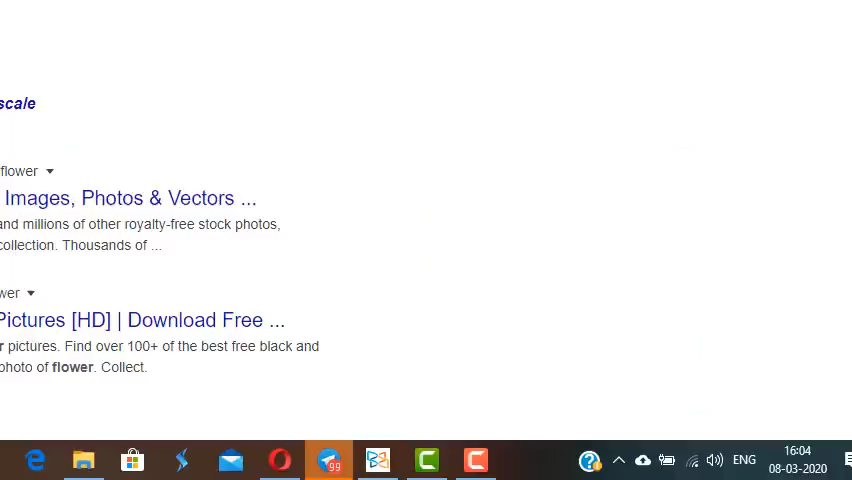 scale
flower
Images, Photos & Vectors ...
and millions of other royalty-free stock photos,
collection. Thousands of ...
wer
Pictures [HD] | Download Free ...
r pictures. Find over 100+ of the best free black and
photo of flower. Collect.
99
ENG
16:04
08-03-2020